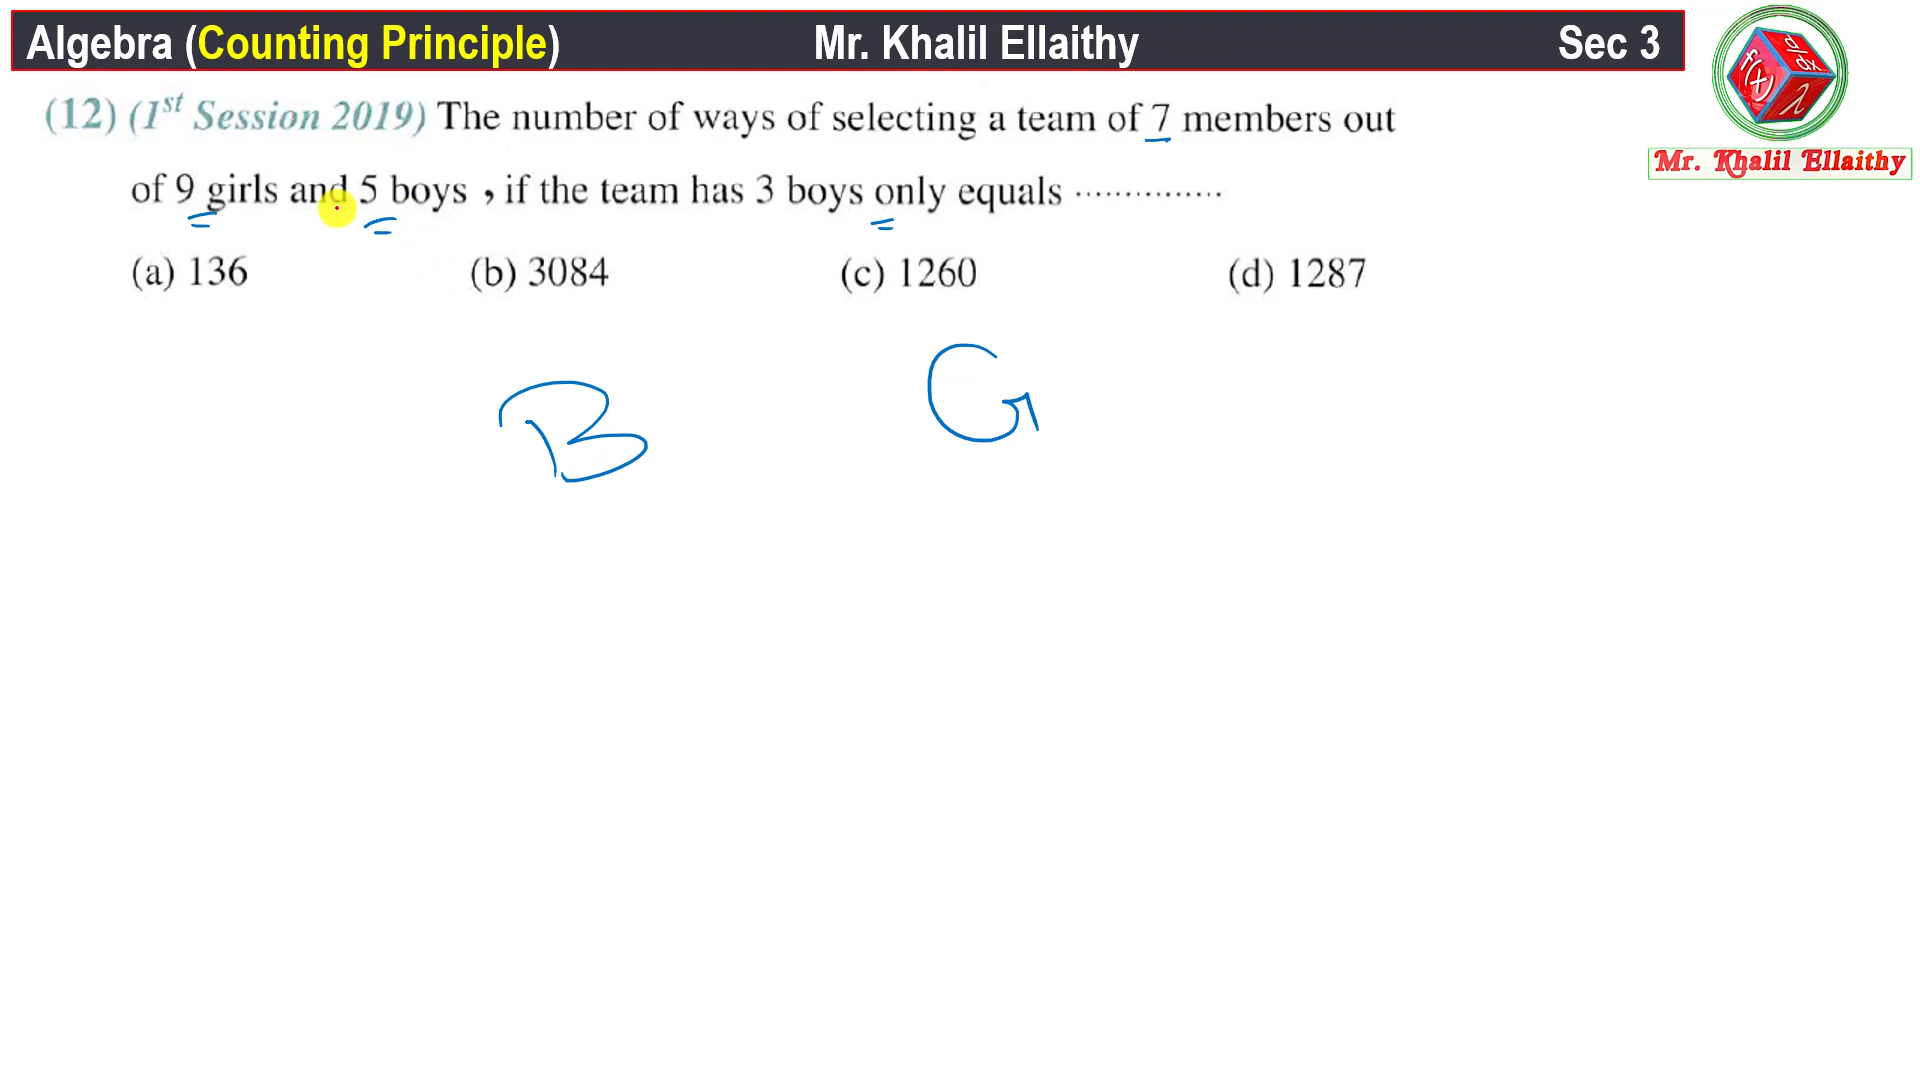 Algebra (Counting Principle) Mr. Khalil Ellaithy Sec 3
f(x) d/dx λ
Mr. Khalil Ellaithy
(12) (1st Session 2019) The number of ways of selecting a team of 7 members out
of 9 girls and 5 boys , if the team has 3 boys only equals ...............
(a) 136 (b) 3084 (c) 1260 (d) 1287
B G